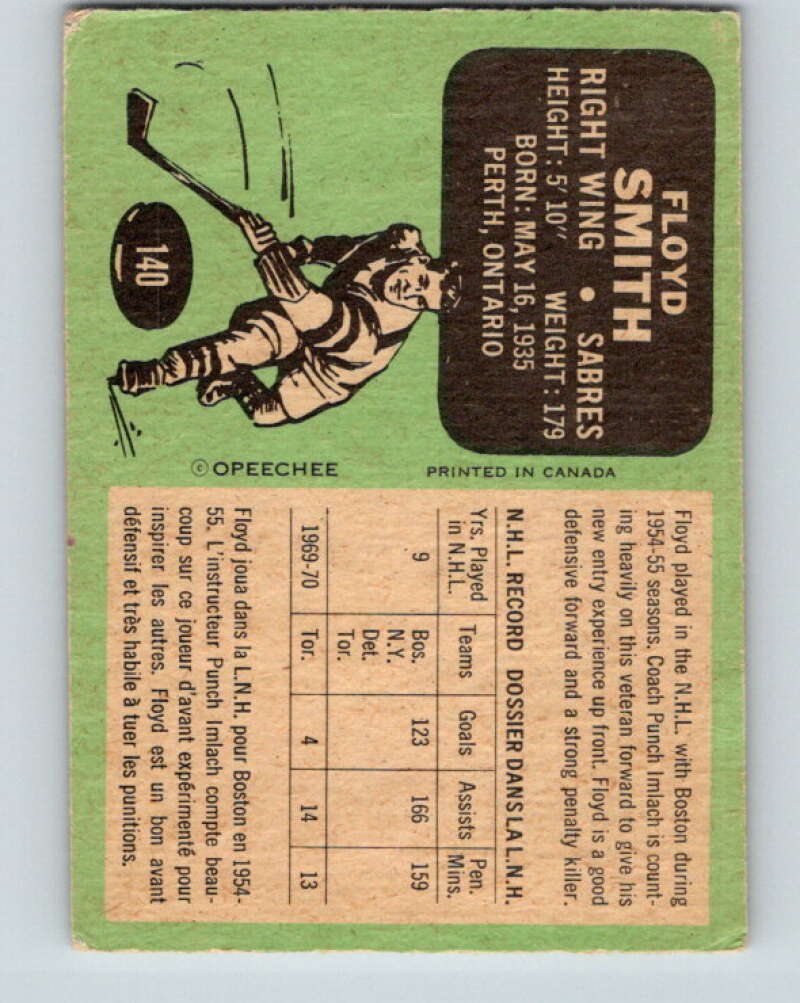 FLOYD
SMITH
RIGHT WING • SABRES
HEIGHT: 5' 10" WEIGHT: 179
BORN: MAY 16, 1935
PERTH, ONTARIO
140
© OPEECHEE
PRINTED IN CANADA
Floyd played in the N.H.L. with Boston during
1954-55 seasons. Coach Punch Imlach is count-
ing heavily on this veteran forward to give his
new entry experience up front. Floyd is a good
defensive forward and a strong penalty killer.
N.H.L. RECORD DOSSIER DANS LA L.N.H.
Yrs. Played in N.H.L. Teams Goals Assists Pen. Mins.
9 Bos. 123 166 159
N.Y.
Det.
Tor.
1969-70 Tor. 4 14 13
Floyd joua dans la L.N.H. pour Boston en 1954-
55. L'instructeur Punch Imlach compte beau-
coup sur ce joueur d'avant expérimenté pour
inspirer les autres. Floyd est un bon avant
défensif et très habile à tuer les punitions.